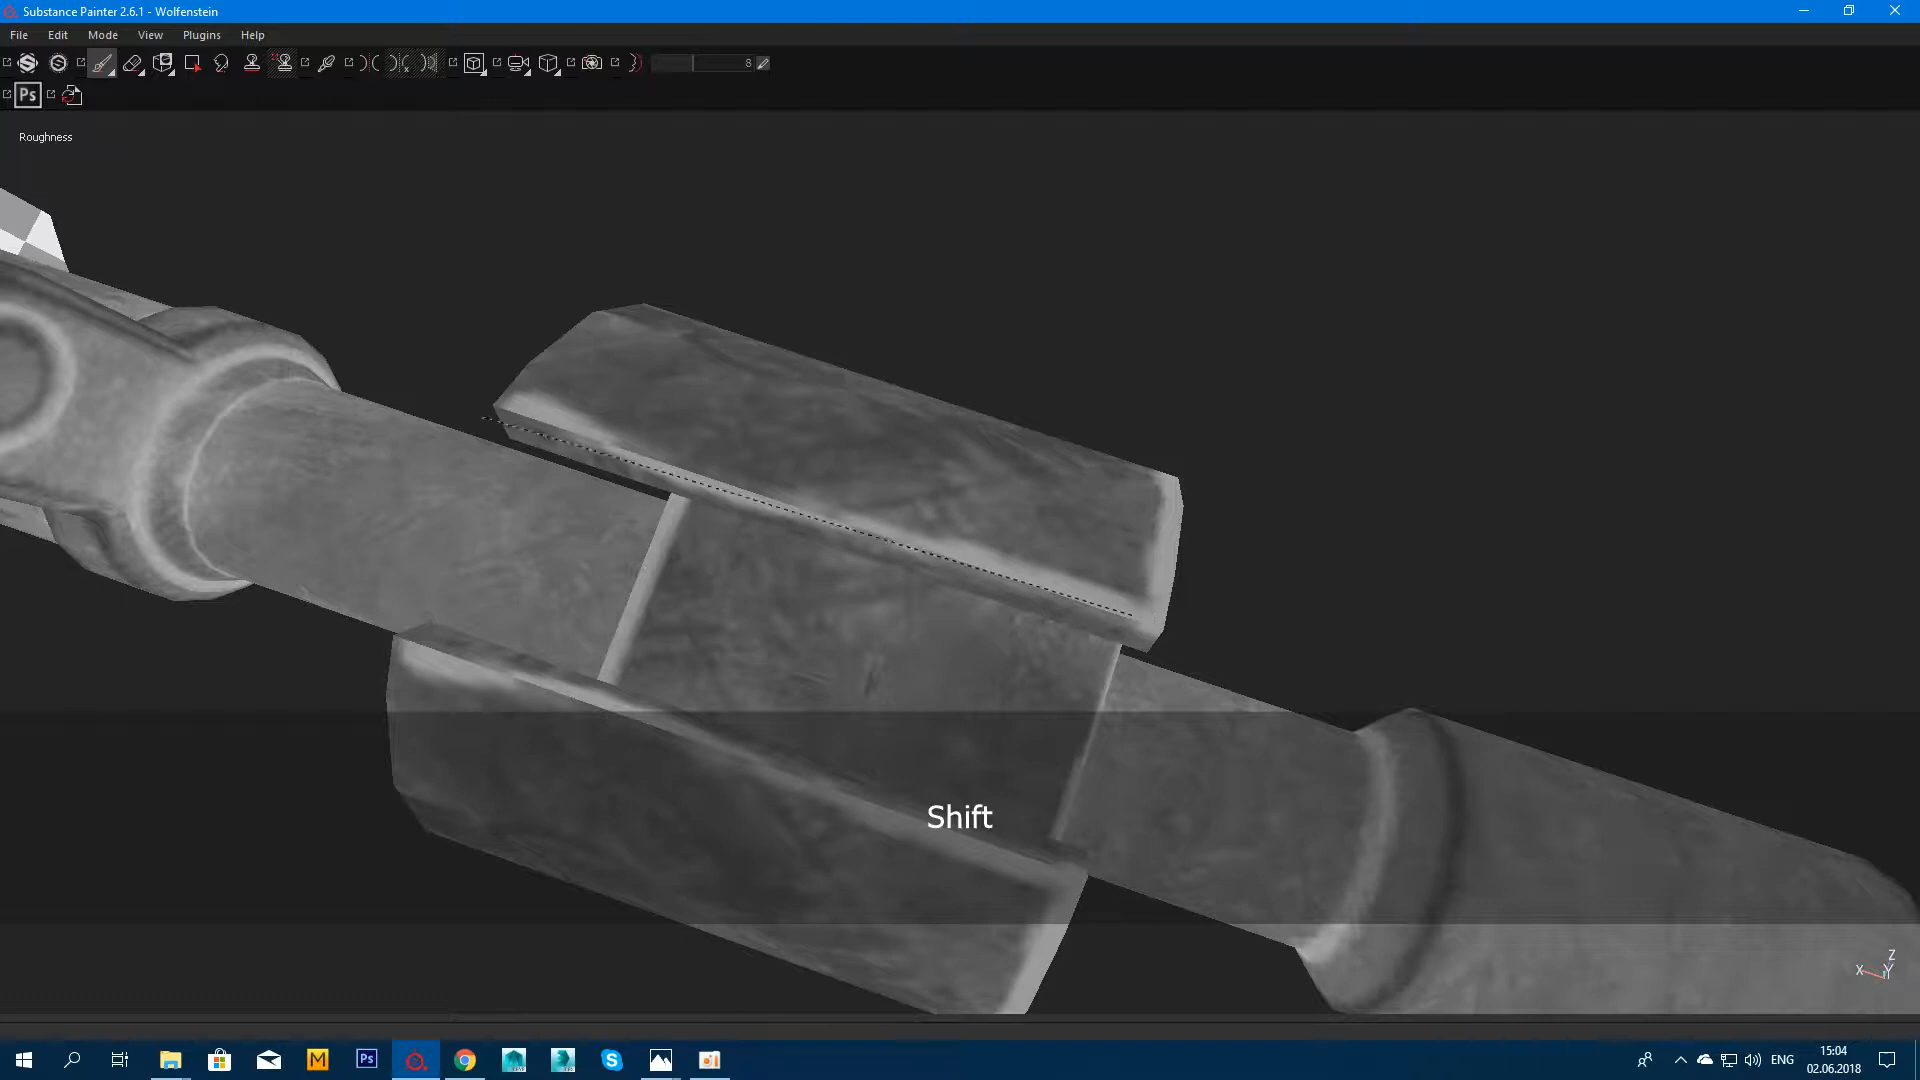 Substance Painter 2.6.1 - Wolfenstein
File Edit Mode View Plugins Help
8
Ps
Roughness
Shift
Z
X Y
M Ps S
ENG
15:04
02.06.2018